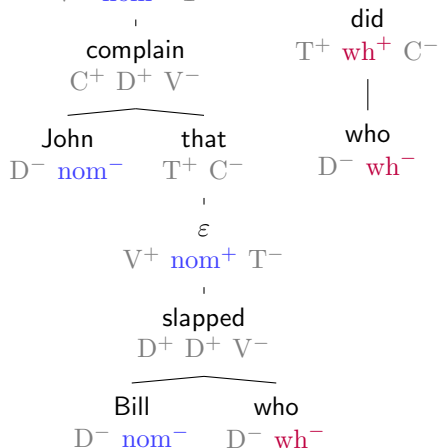 did
complain
T⁺ wh⁺ C⁻
C⁺ D⁺ V⁻
John that
who
D⁻ nom⁻ T⁺ C⁻
D⁻ wh⁻
ε
V⁺ nom⁺ T⁻
slapped
D⁺ D⁺ V⁻
Bill who
D⁻ nom⁻ D⁻ wh⁻